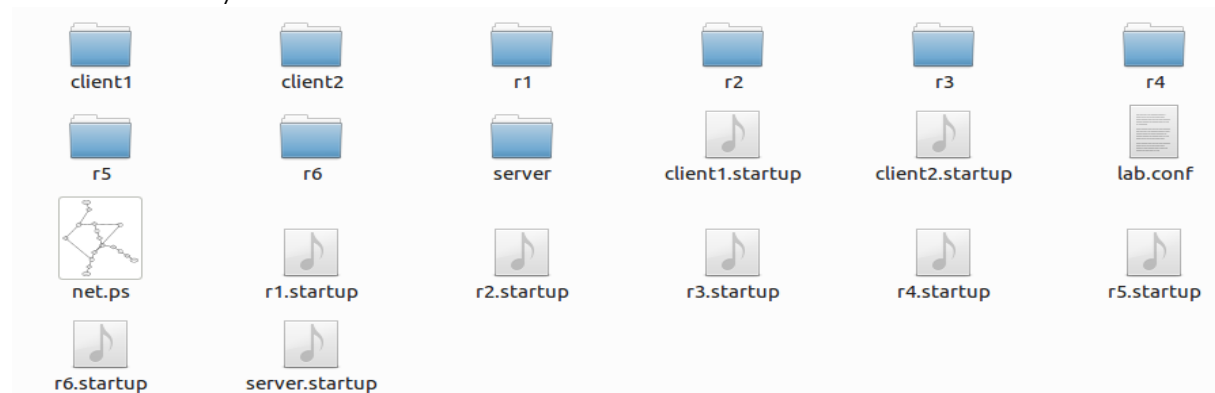 client1 client2 r1 r2 r3 r4
r5 r6 server client1.startup client2.startup lab.conf
net.ps r1.startup r2.startup r3.startup r4.startup r5.startup
r6.startup server.startup